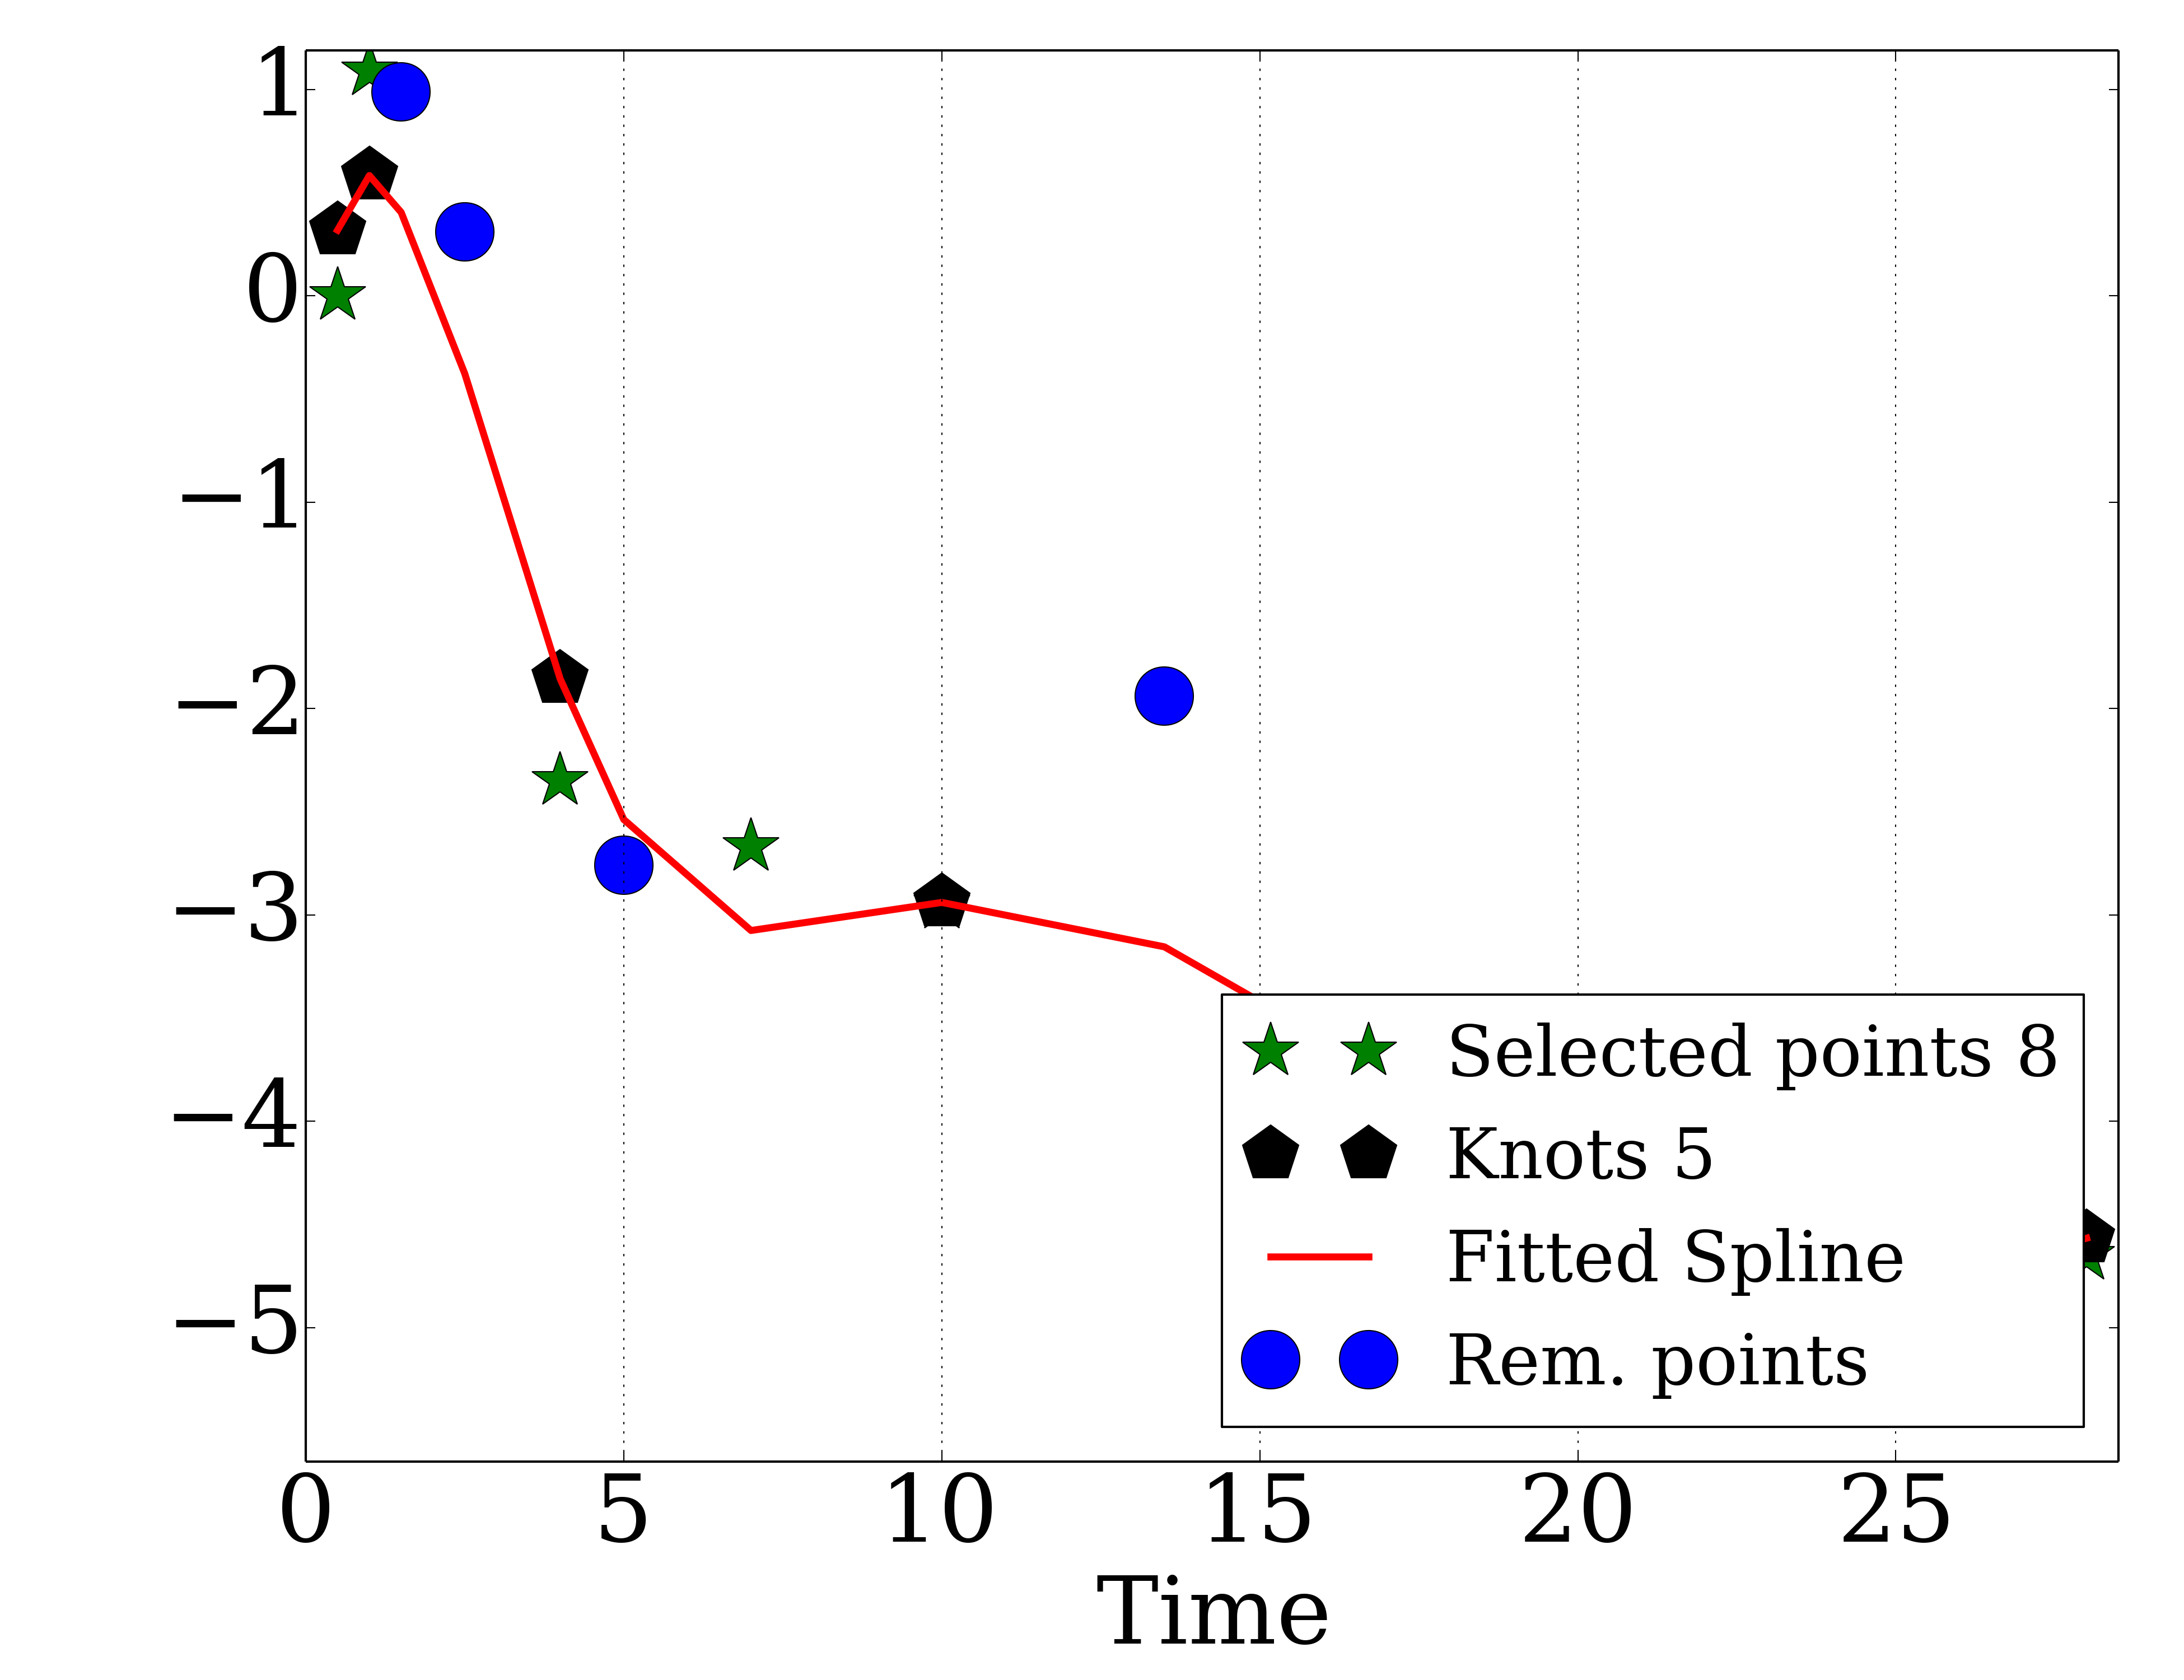 1
0
−1
−2
−3
−4
−5
Selected points 8
Knots 5
Fitted Spline
Rem. points
0 5 10 15 20 25
Time